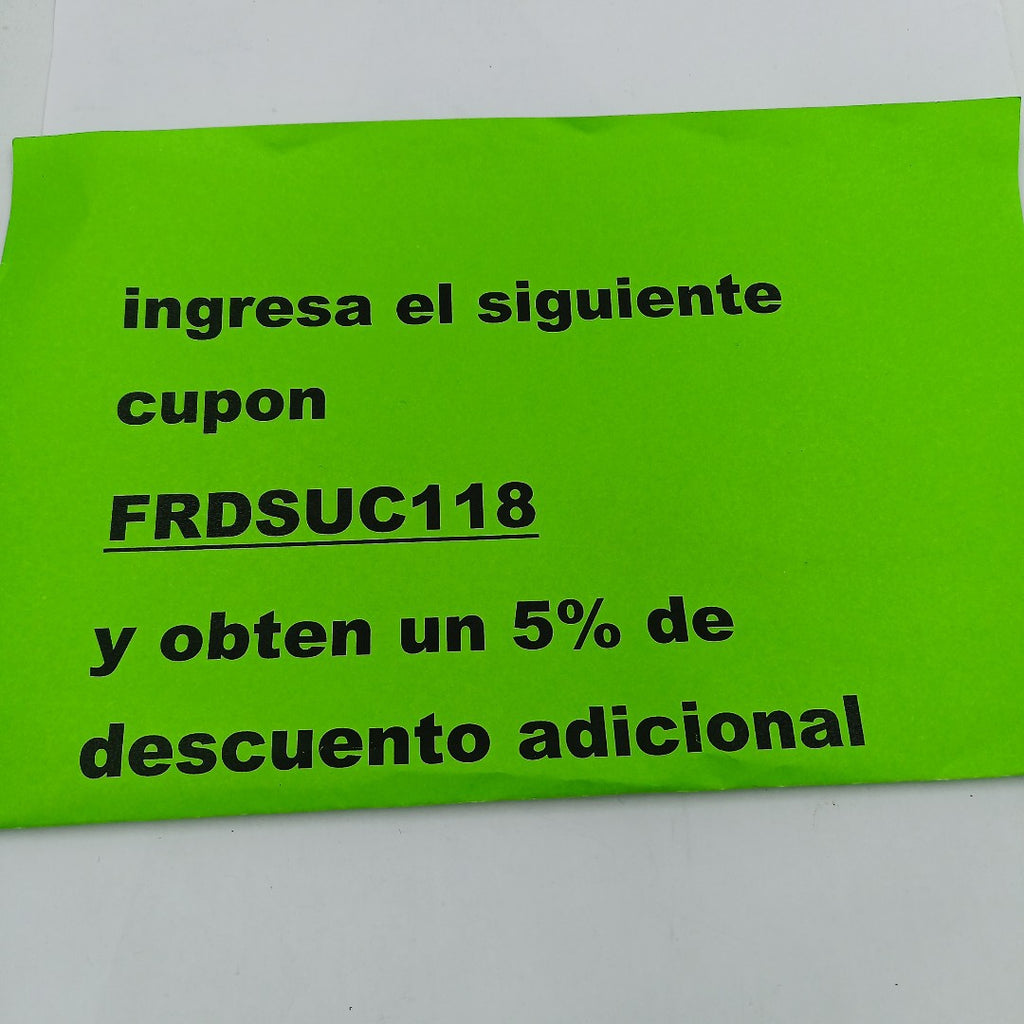 ingresa el siguiente
cupon
FRDSUC118
y obten un 5% de
descuento adicional